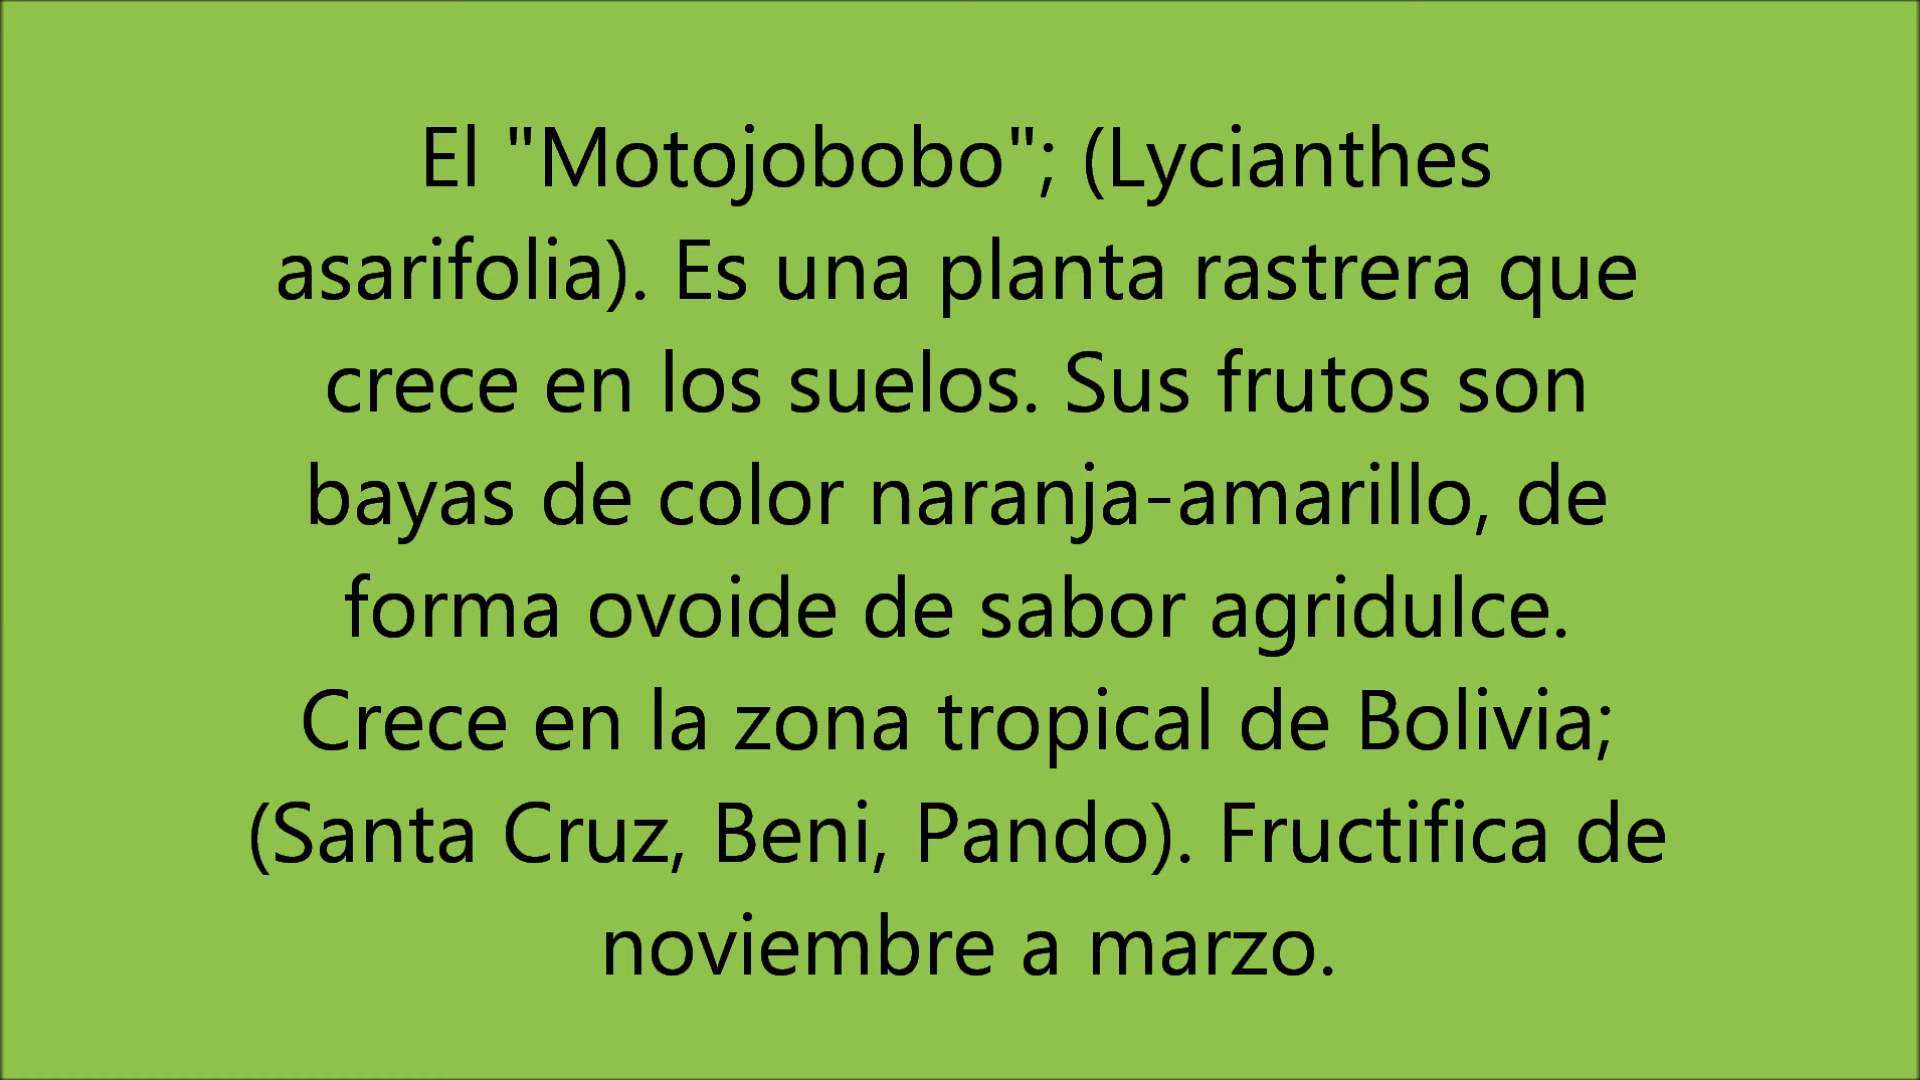 El "Motojobobo"; (Lycianthes
asarifolia). Es una planta rastrera que
crece en los suelos. Sus frutos son
bayas de color naranja-amarillo, de
forma ovoide de sabor agridulce.
Crece en la zona tropical de Bolivia;
(Santa Cruz, Beni, Pando). Fructifica de
noviembre a marzo.